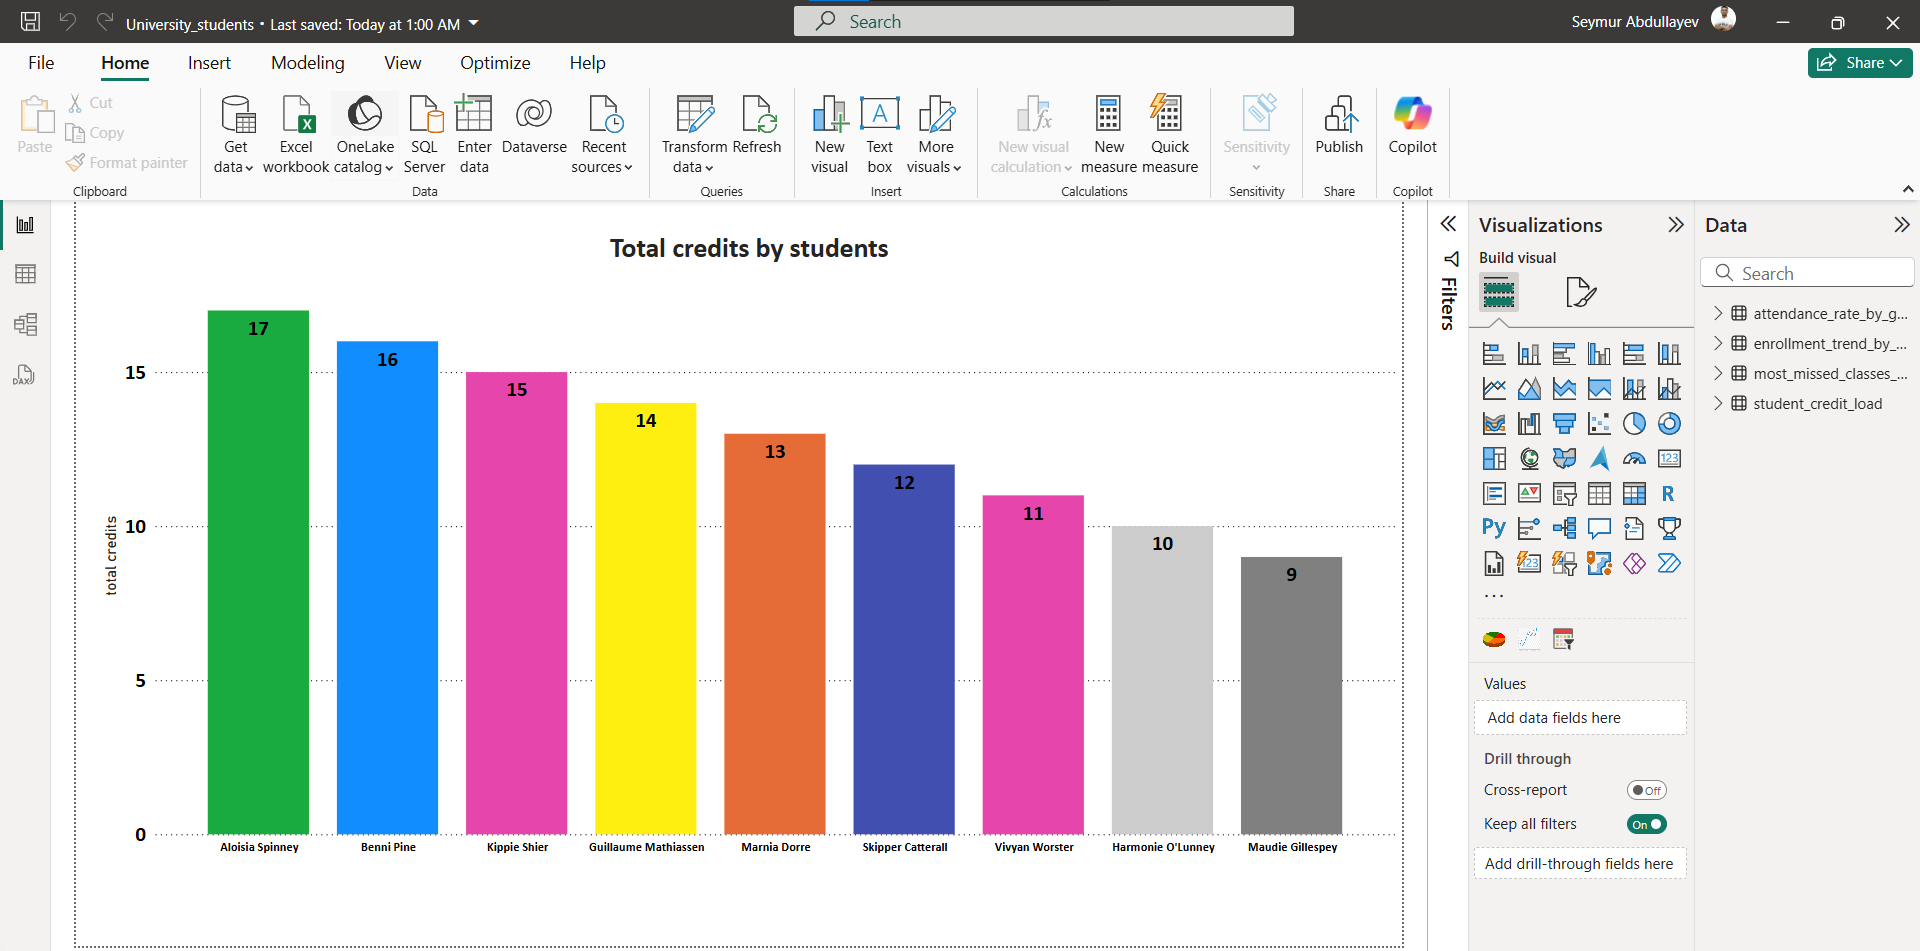 University_students • Last saved: Today at 1:00 AM
Search
Seymur Abdullayev
File
Home
Insert
Modeling
View
Optimize
Help
Share
Paste
Cut
Copy
Format painter
Clipboard
Get
data
Excel
workbook
OneLake
catalog
SQL
Server
Enter
data
Dataverse
Recent
sources
Data
Transform
data
Refresh
Queries
New
visual
Text
box
More
visuals
Insert
New visual
calculation
New
measure
Quick
measure
Calculations
Sensitivity
Sensitivity
Publish
Share
Copilot
Copilot
Total credits by students
total credits
15
10
5
0
17
16
15
14
13
12
11
10
9
Aloisia Spinney
Benni Pine
Kippie Shier
Guillaume Mathiassen
Marnia Dorre
Skipper Catterall
Vivyan Worster
Harmonie O'Lunney
Maudie Gillespey
Filters
Visualizations
Build visual
123
R
Py
123
...
Values
Add data fields here
Drill through
Cross-report
Off
Keep all filters
On
Add drill-through fields here
Data
Search
attendance_rate_by_g...
enrollment_trend_by_...
most_missed_classes_...
student_credit_load
DAX
A
fx
X